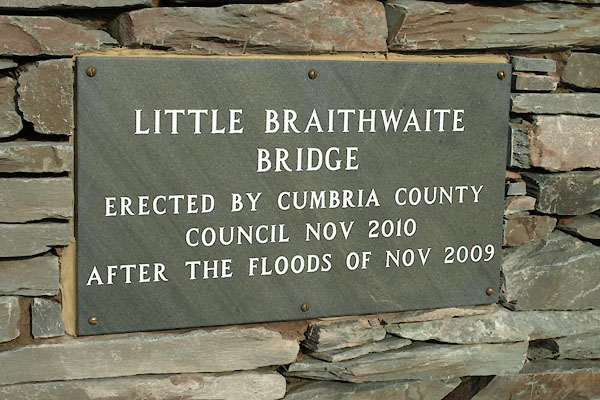 LITTLE BRAITHWAITE
BRIDGE
ERECTED BY CUMBRIA COUNTY
COUNCIL NOV 2010
AFTER THE FLOODS OF NOV 2009